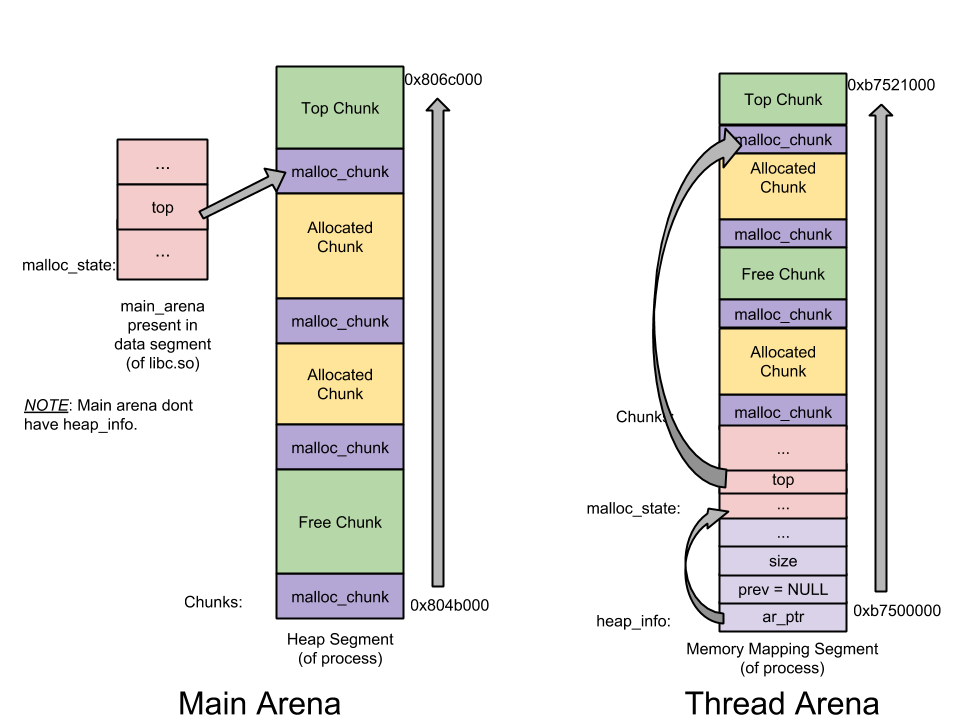 0x806c000
Top Chunk
malloc_chunk
Allocated
Chunk
malloc_chunk
Allocated
Chunk
malloc_chunk
Free Chunk
malloc_chunk
Chunks:
0x804b000
...
top
...
malloc_state:
main_arena
present in
data segment
(of libc.so)
NOTE: Main arena dont
have heap_info.
Heap Segment
(of process)
Main Arena
0xb7521000
Top Chunk
malloc_chunk
Allocated
Chunk
malloc_chunk
Free Chunk
malloc_chunk
Allocated
Chunk
malloc_chunk
Chunks:
...
top
...
malloc_state:
...
size
prev = NULL
ar_ptr
heap_info:
0xb7500000
Memory Mapping Segment
(of process)
Thread Arena